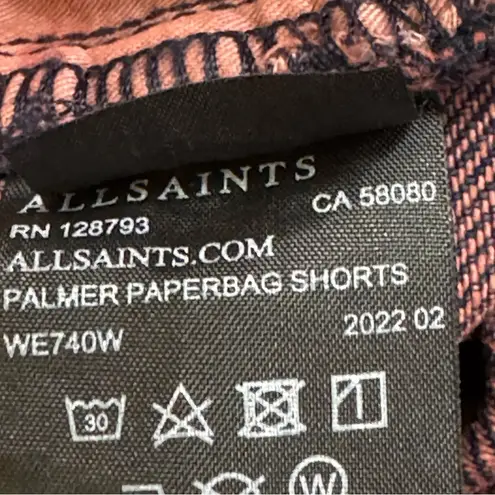 ALLSAINTS
RN 128793
CA 58080
ALLSAINTS.COM
PALMER PAPERBAG SHORTS
WE740W
2022 02
30
W